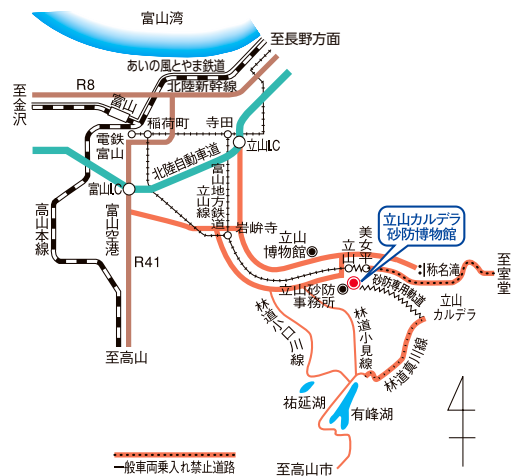 富山湾
至長野方面
あいの風とやま鉄道
北陸新幹線
R8
至金沢
富山
稲荷町
寺田
電鉄富山
立山I.C
北陸自動車道
富山I.C
富山地方鉄道
立山線
高山本線
富山空港
R41
岩峅寺
立山
博物館
立山
美女平
立山カルデラ
砂防博物館
称名滝
至室堂
砂防専用軌道
立山
カルデラ
立山砂防
事務所
林道小口川線
林道小見線
林道真川線
至高山
祐延湖
有峰湖
一般車両乗入れ禁止道路
至高山市